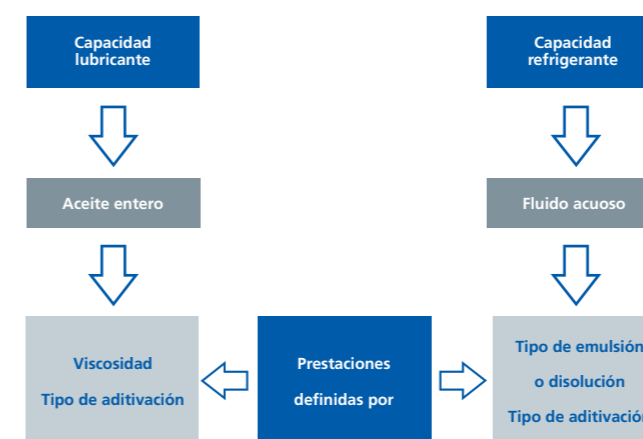 Capacidad
lubricante
Capacidad
refrigerante
Aceite entero
Fluido acuoso
Viscosidad
Tipo de aditivación
Prestaciones
definidas por
Tipo de emulsión
o disolución
Tipo de aditivación